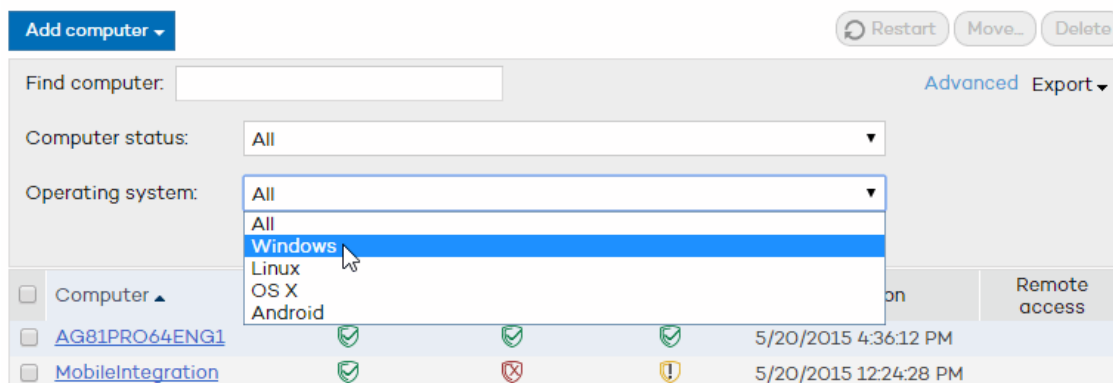 Add computer
Restart
Move...
Delete
Find computer:
Advanced
Export
Computer status:
All
Operating system:
All
All
Windows
Linux
OS X
Android
Computer
on
Remote
access
AG81PRO64ENG1
5/20/2015 4:36:12 PM
MobileIntegration
5/20/2015 12:24:28 PM